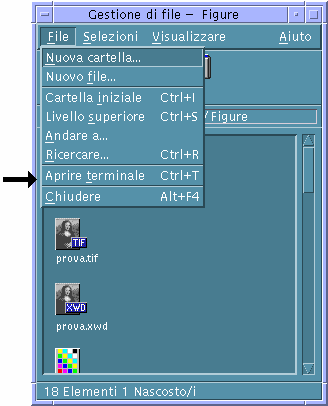 Gestione di file – Figure
File Selezioni Visualizzare Aiuto
Nuova cartella...
Nuovo file...
Cartella iniziale Ctrl+I
Livello superiore Ctrl+S
/Figure
Andare a...
Ricercare... Ctrl+R
Aprire terminale Ctrl+T
Chiudere Alt+F4
TIF
prova.tif
XWD
prova.xwd
18 Elementi 1 Nascosto/i